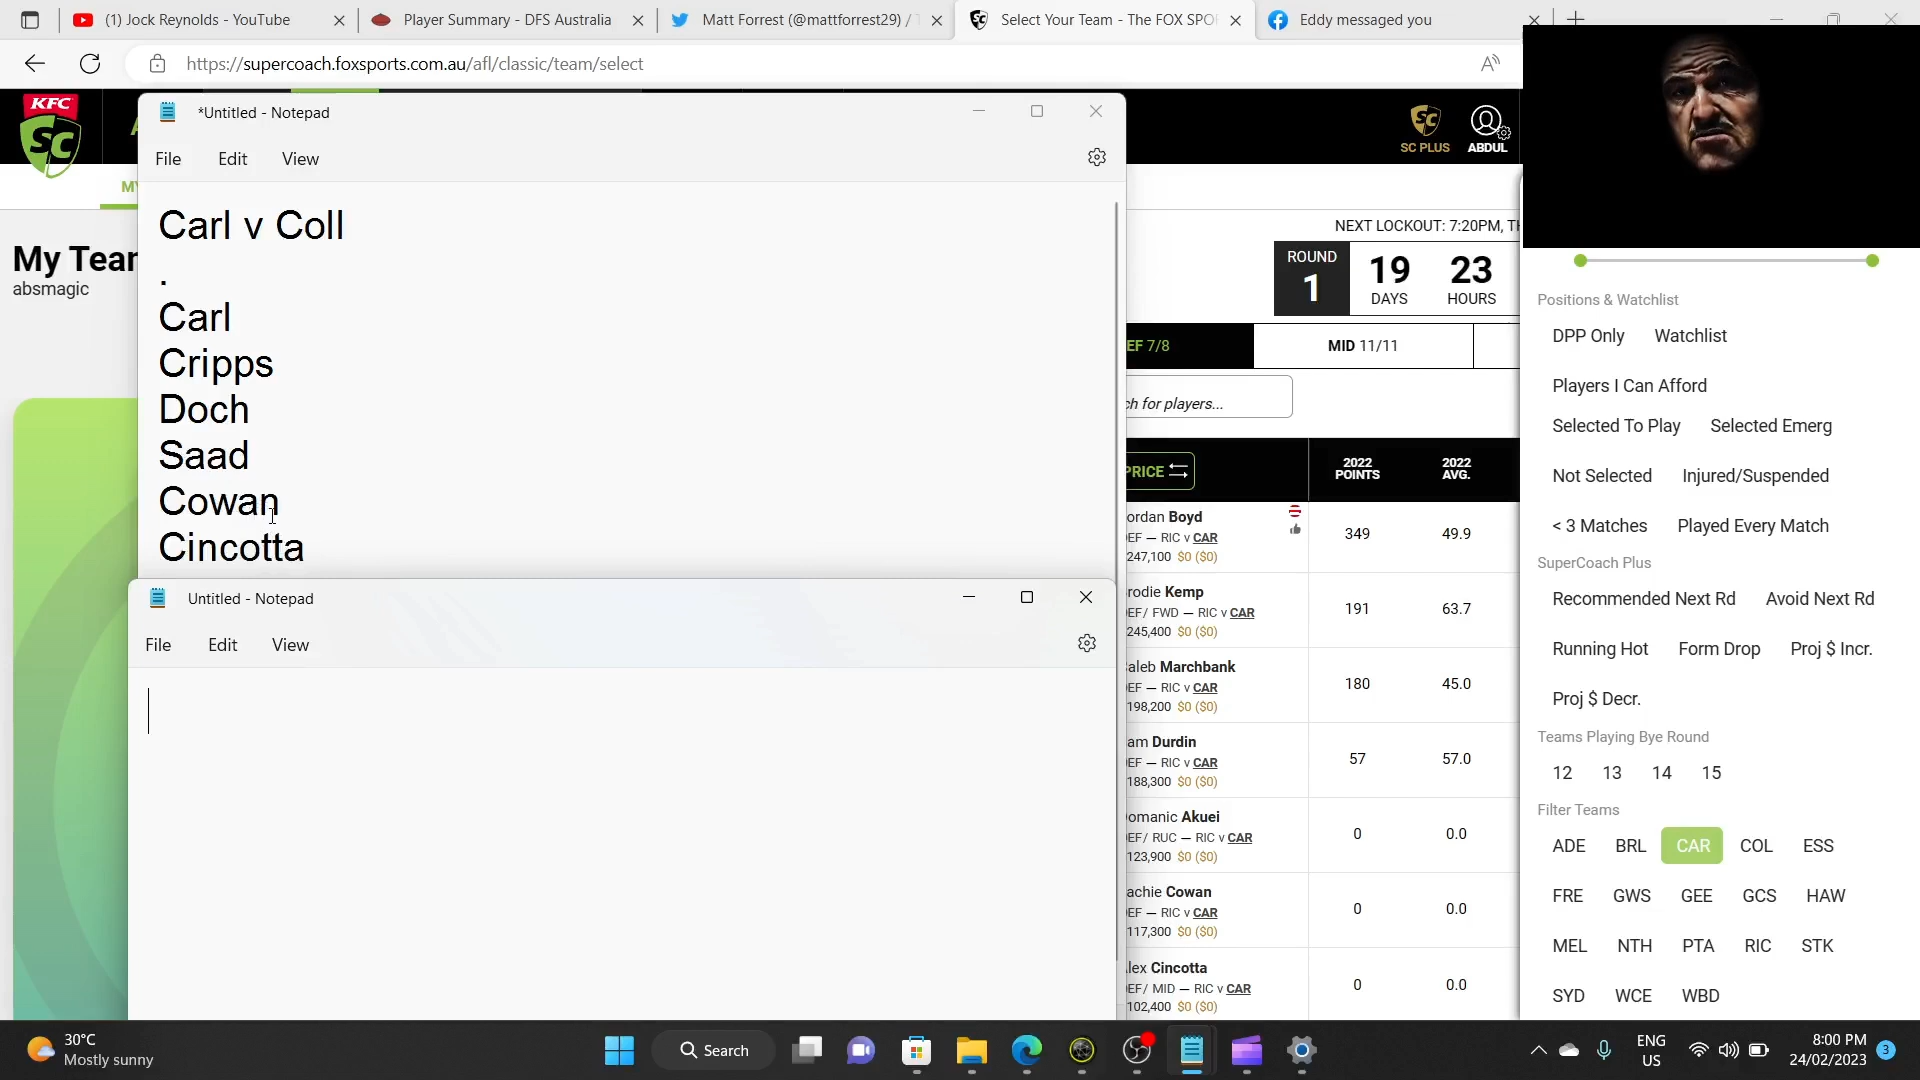 (1) Jock Reynolds - YouTube
Player Summary - DFS Australia
Matt Forrest (@mattforrest29) /
Select Your Team - The FOX SPO
Eddy messaged you
https://supercoach.foxsports.com.au/afl/classic/team/select
KFC
SC
MY
My Tear
absmagic
*Untitled - Notepad
File Edit View
Carl v Coll
.
Carl
Cripps
Doch
Saad
Cowan
Cincotta
Untitled - Notepad
File Edit View
SC
SC PLUS
ABDUL
NEXT LOCKOUT: 7:20PM, TH
ROUND
1
19
DAYS
23
HOURS
EF 7/8
MID 11/11
ch for players...
PRICE
2022
POINTS
2022
AVG.
ordan Boyd
EF — RIC v CAR
247,100 $0 ($0)
349
49.9
rodie Kemp
EF/ FWD — RIC v CAR
245,400 $0 ($0)
191
63.7
aleb Marchbank
EF — RIC v CAR
198,200 $0 ($0)
180
45.0
am Durdin
EF — RIC v CAR
188,300 $0 ($0)
57
57.0
omanic Akuei
EF/ RUC — RIC v CAR
123,900 $0 ($0)
0
0.0
achie Cowan
EF — RIC v CAR
117,300 $0 ($0)
0
0.0
lex Cincotta
EF/ MID — RIC v CAR
102,400 $0 ($0)
0
0.0
Positions & Watchlist
DPP Only Watchlist
Players I Can Afford
Selected To Play Selected Emerg
Not Selected Injured/Suspended
< 3 Matches Played Every Match
SuperCoach Plus
Recommended Next Rd Avoid Next Rd
Running Hot Form Drop Proj $ Incr.
Proj $ Decr.
Teams Playing Bye Round
12 13 14 15
Filter Teams
ADE BRL CAR COL ESS
FRE GWS GEE GCS HAW
MEL NTH PTA RIC STK
SYD WCE WBD
30°C
Mostly sunny
Search
ENG
US
8:00 PM
24/02/2023
3